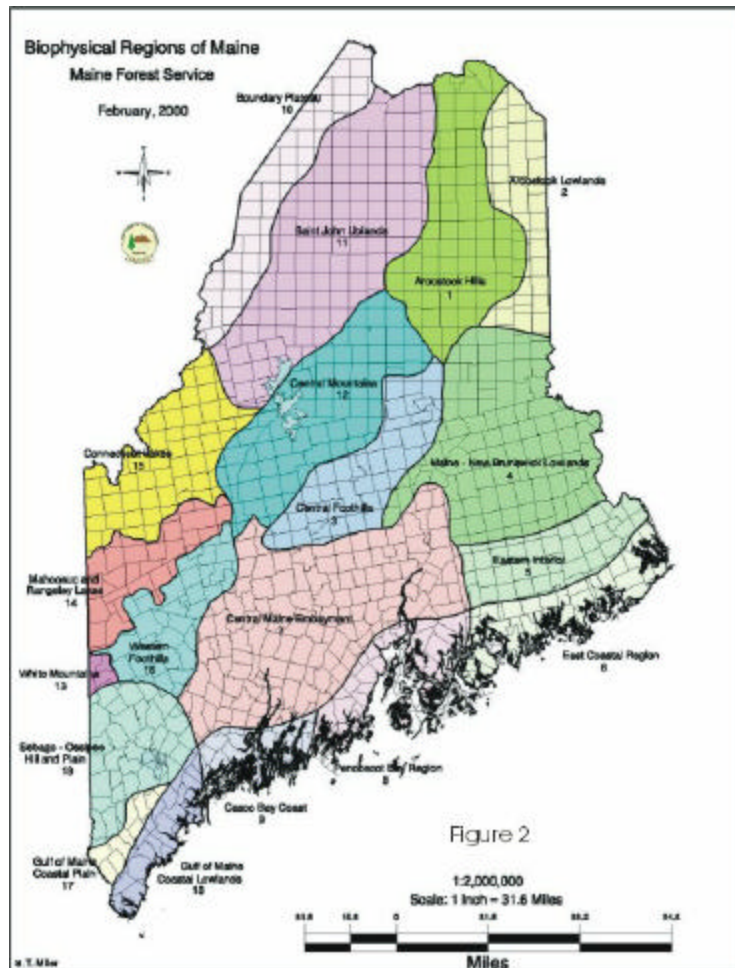 Biophysical Regions of Maine
Maine Forest Service
February, 2000
Boundary Plateau
10
Aroostook Lowlands
2
Saint John Uplands
11
Aroostook Hills
1
Central Mountains
12
Connecticut Lakes
15
Maine - New Brunswick Lowlands
4
Central Foothills
3
Eastern Interior
5
Mahoosuc and
Rangeley Lakes
14
Central Maine Embayment
7
Western
Foothills
16
East Coastal Region
6
White Mountains
13
Sebago - Ossipee
Hill and Plain
Penobscot Bay Region
8
Casco Bay Coast
9
Figure 2
Gulf of Maine
Coastal Plain
17
Gulf of Maine
Coastal Lowlands
1:2,000,000
Scale: 1 Inch = 31.6 Miles
0
Miles